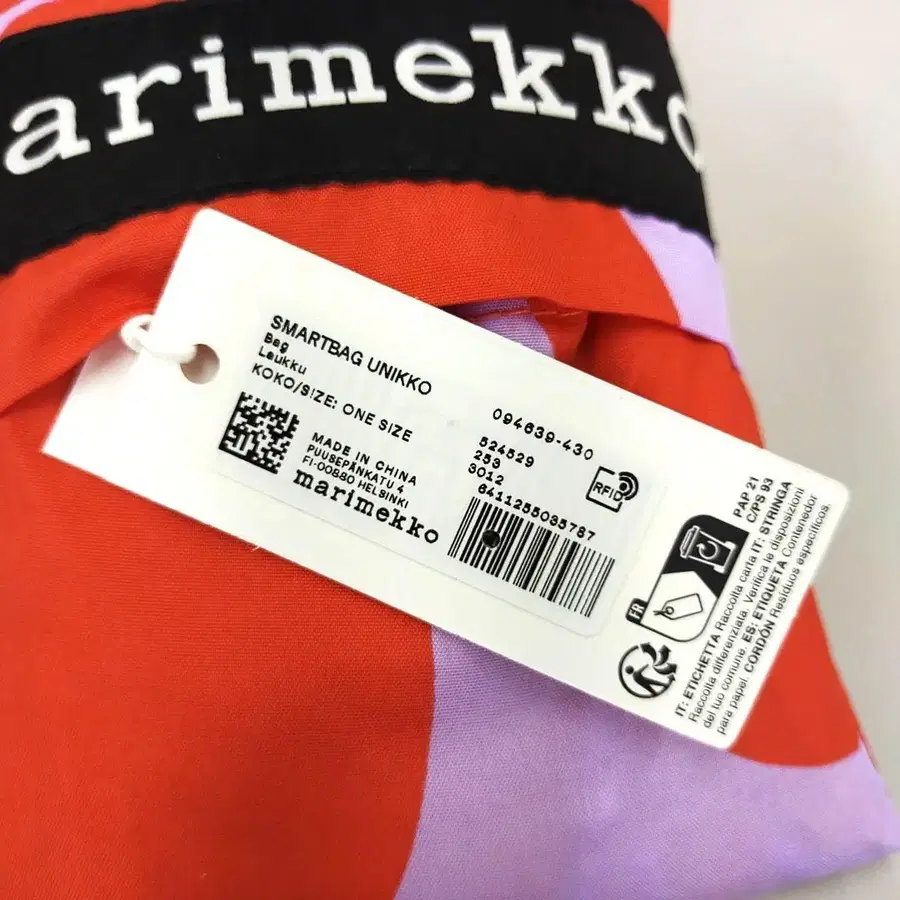 arimekko
SMARTBAG UNIKKO
Bag
Laukku
KOKO/SIZE: ONE SIZE
094639-430
524529
253
3012
6411255035787
MADE IN CHINA
PUUSEPÄNKATU 4
FI-00880 HELSINKI
marimekko
RFID
PAP 21
C/PS 93
FR
IT: ETICHETTA Raccolta carta IT: STRINGA
Raccolta differenziata. Verifica le disposizioni
del tuo comune. ES: ETIQUETA Contenedor
para papel. CORDÓN Residuos específicos.